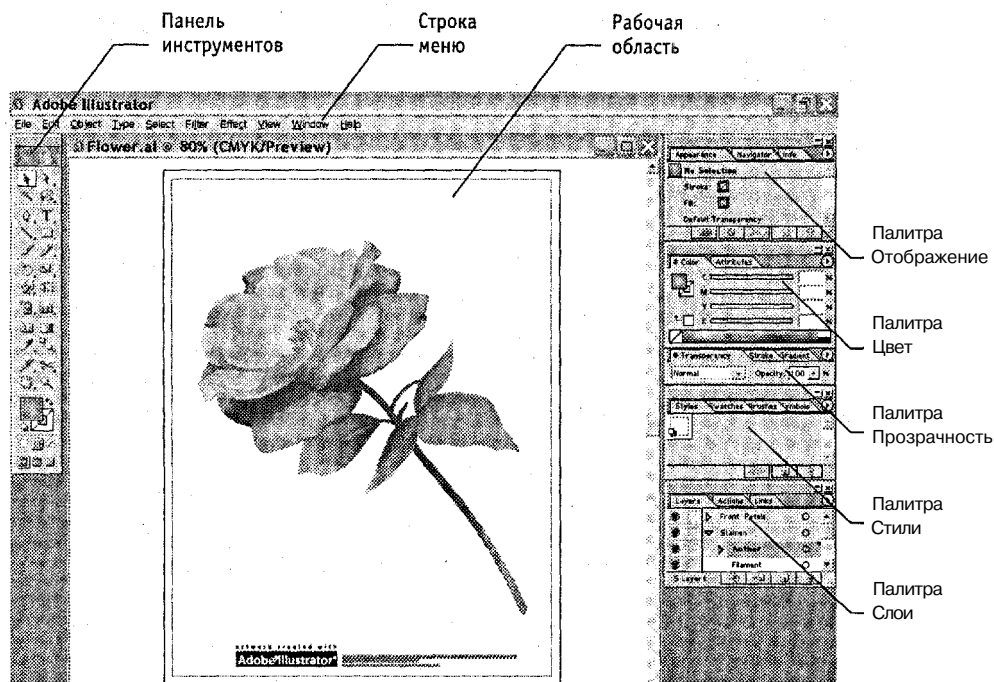 Панель
инструментов
Строка
меню
Рабочая
область
Adobe Illustrator
File Edit Object Type Select Filter Effect View Window Help
Flower.ai @ 80% (CMYK/Preview)
Appearance Navigator Info
No Selection
Stroke:
Fill:
Default Transparency
Палитра
Отображение
Color Attributes
C %
M %
Y %
K %
Палитра
Цвет
Transparency Stroke Gradient
Normal Opacity: 100 %
Палитра
Прозрачность
Styles Swatches Brushes Symbols
Палитра
Стили
Layers Actions Links
Front Petals
Stamen
Anther
Filament
5 Layers
Палитра
Слои
artwork created with
Adobe Illustrator